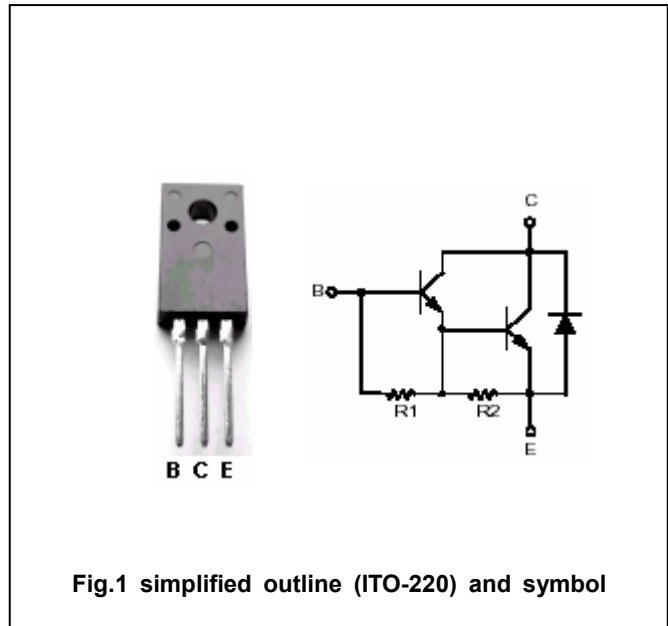 C
B
R1
R2
E
B C E
Fig.1 simplified outline (ITO-220) and symbol